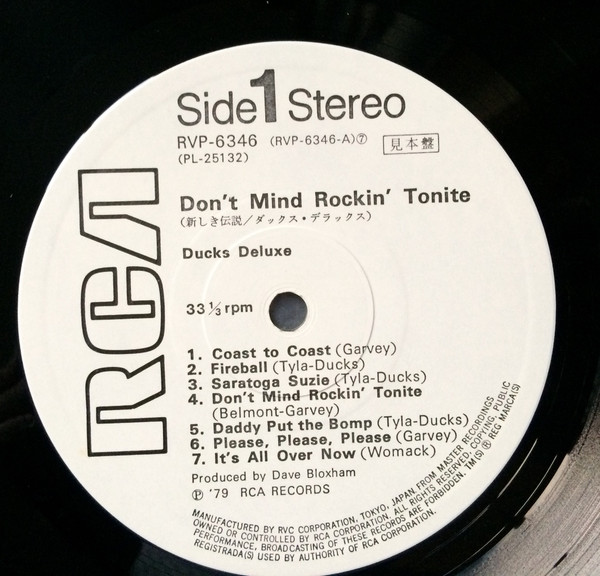 RCA
Side 1 Stereo
RVP-6346 (RVP-6346-A)⑦
見本盤
(PL-25132)
Don't Mind Rockin' Tonite
(新しき伝説/ダックス・デラックス)
Ducks Deluxe
33 1/3 rpm
1. Coast to Coast (Garvey)
2. Fireball (Tyla-Ducks)
3. Saratoga Suzie (Tyla-Ducks)
4. Don't Mind Rockin' Tonite
(Belmont-Garvey)
5. Daddy Put the Bomp (Tyla-Ducks)
6. Please, Please, Please (Garvey)
7. It's All Over Now (Womack)
Produced by Dave Bloxham
Ⓟ '79 RCA RECORDS
MANUFACTURED BY RVC CORPORATION, TOKYO, JAPAN FROM MASTER RECORDINGS
OWNED OR CONTROLLED BY RCA CORPORATION. ALL RIGHTS RESERVED, COPYING, PUBLIC
PERFORMANCE, BROADCASTING OF THESE RECORDS ARE FORBIDDEN. TM(S) ® REG MARCA(S)
REGISTRADA(S) USED BY AUTHORITY OF RCA CORPORATION.